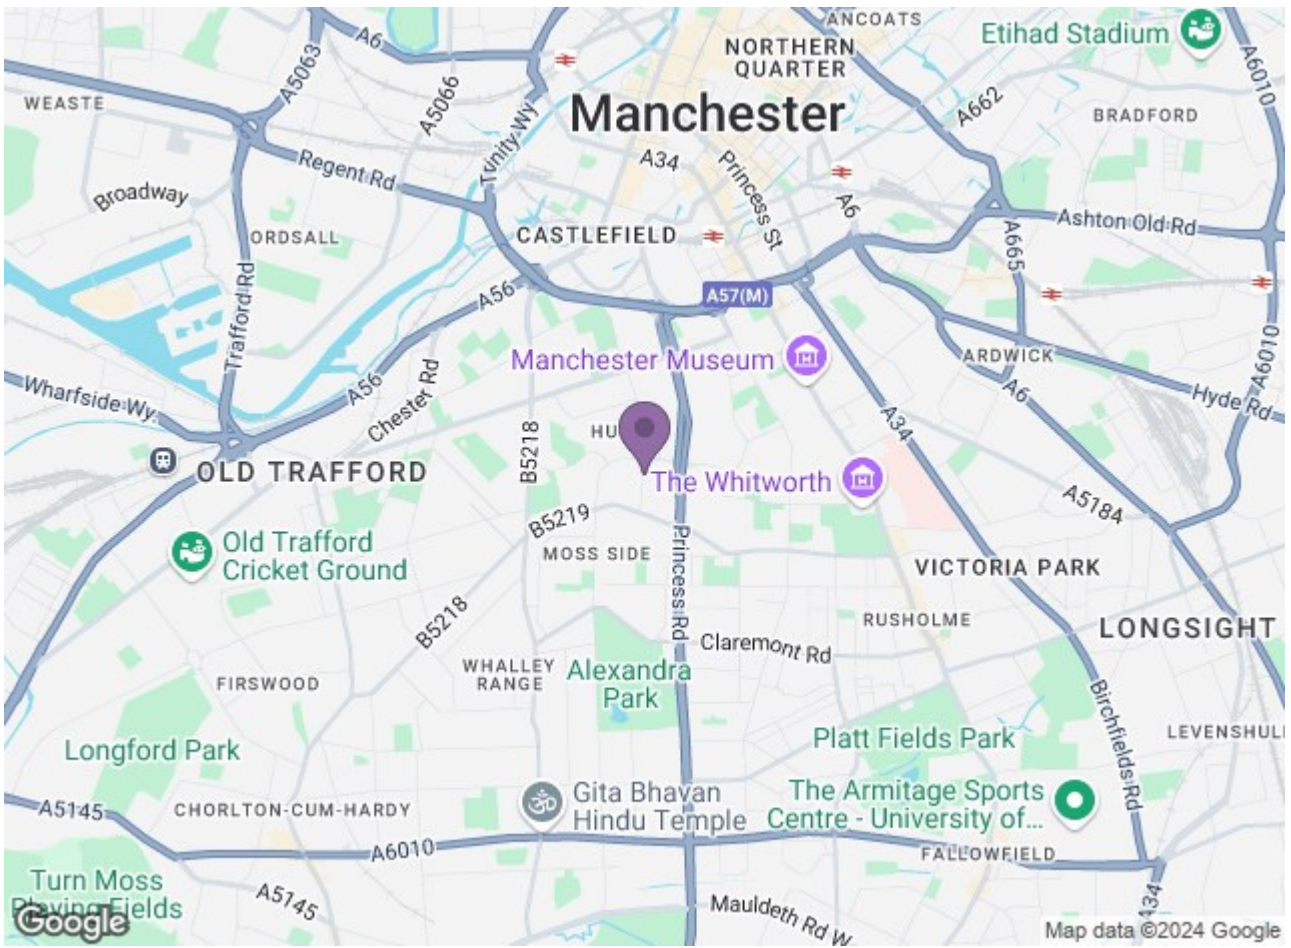 ANCOATS
Etihad Stadium
A6
A5063
NORTHERN
QUARTER
A6010
WEASTE
A5066
Manchester
A662
BRADFORD
Trinity Wy
Regent Rd
A34
Princess St
A6
Broadway
Ashton Old Rd
ORDSALL
CASTLEFIELD
A665
Trafford Rd
A56
A57(M)
Manchester Museum
ARDWICK
A6010
Wharfside Wy
A56
Chester Rd
A6
Hyde Rd
HU
B5218
A34
OLD TRAFFORD
The Whitworth
A5184
B5219
Old Trafford
Cricket Ground
MOSS SIDE
Princess Rd
VICTORIA PARK
B5218
RUSHOLME
LONGSIGHT
Claremont Rd
WHALLEY
RANGE
Alexandra
Park
FIRSWOOD
Birchfields Rd
Longford Park
Platt Fields Park
LEVENSHUL
A5145
CHORLTON-CUM-HARDY
Gita Bhavan
Hindu Temple
The Armitage Sports
Centre - University of...
A6010
FALLOWFIELD
Turn Moss
Playing Fields
A5145
A34
Mauldeth Rd W
Google
Map data ©2024 Google